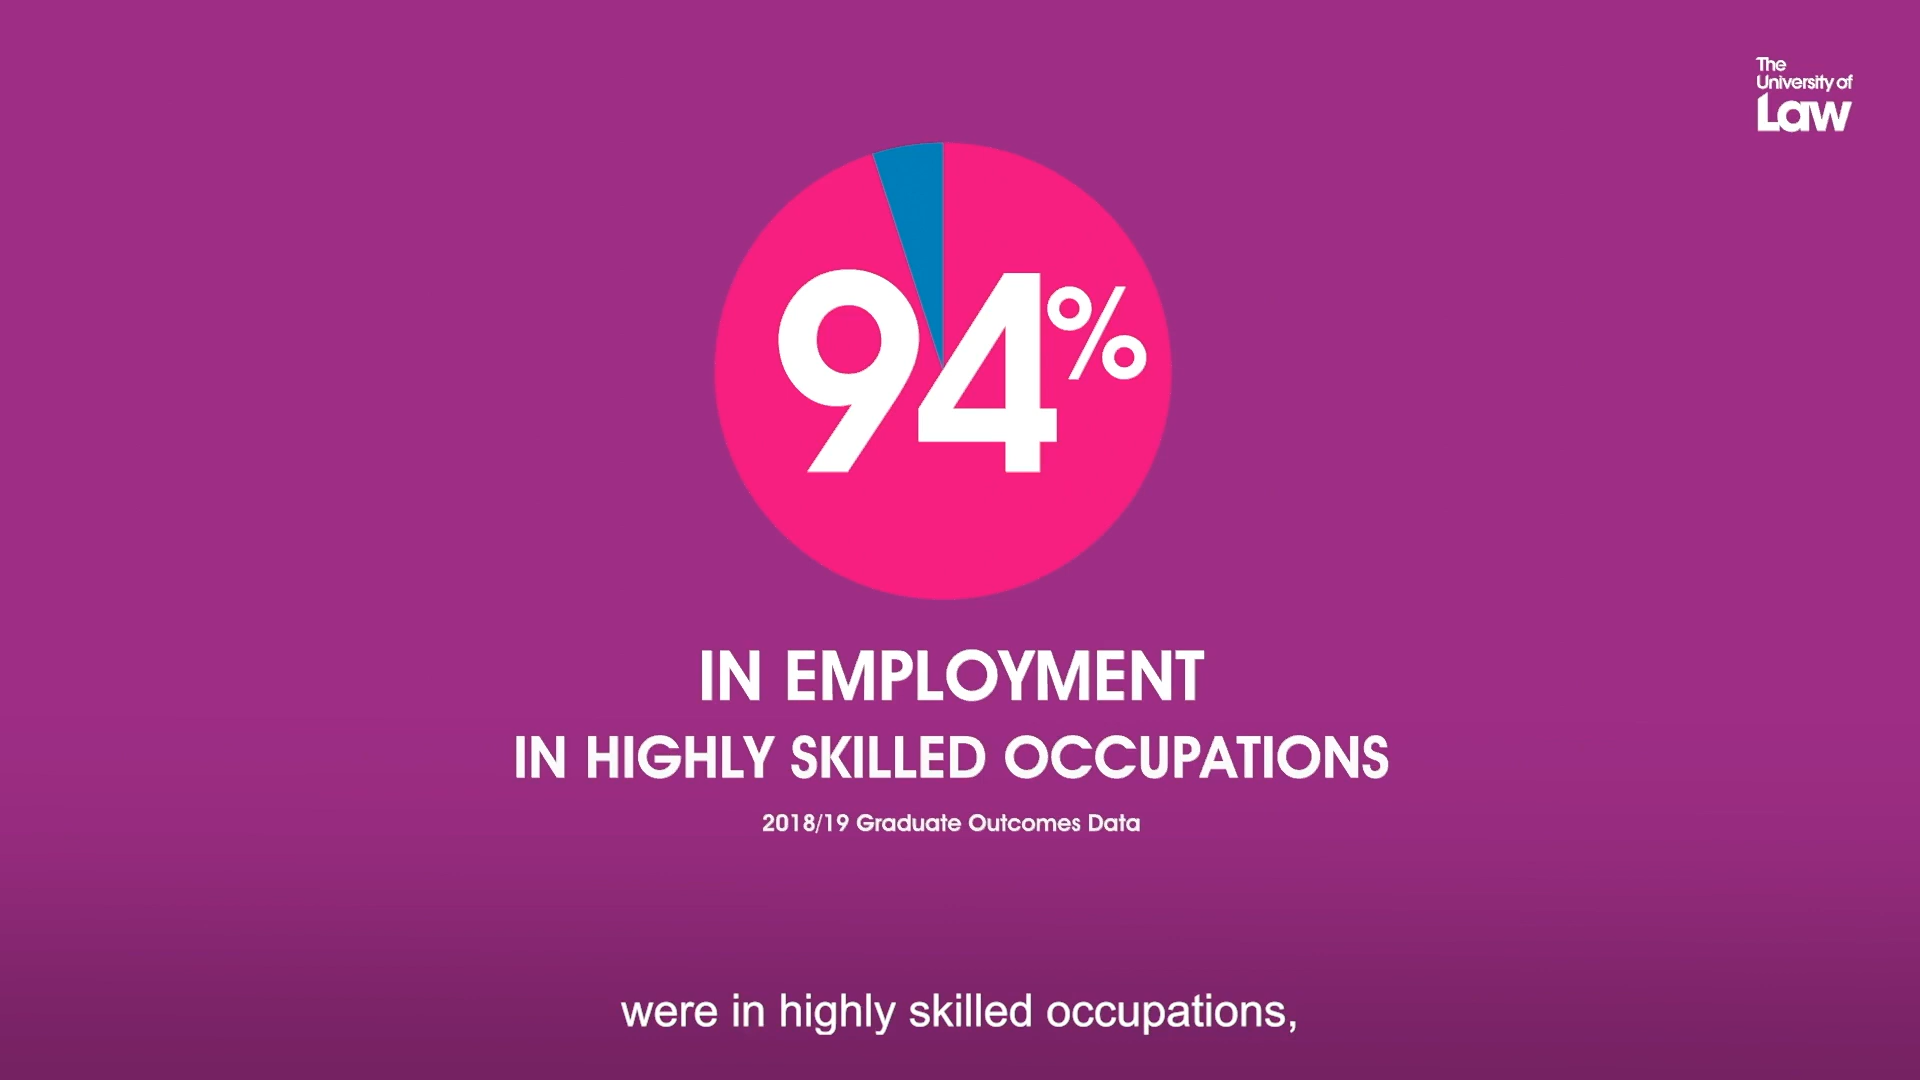 The
University of
Law
94%
IN EMPLOYMENT
IN HIGHLY SKILLED OCCUPATIONS
2018/19 Graduate Outcomes Data
were in highly skilled occupations,